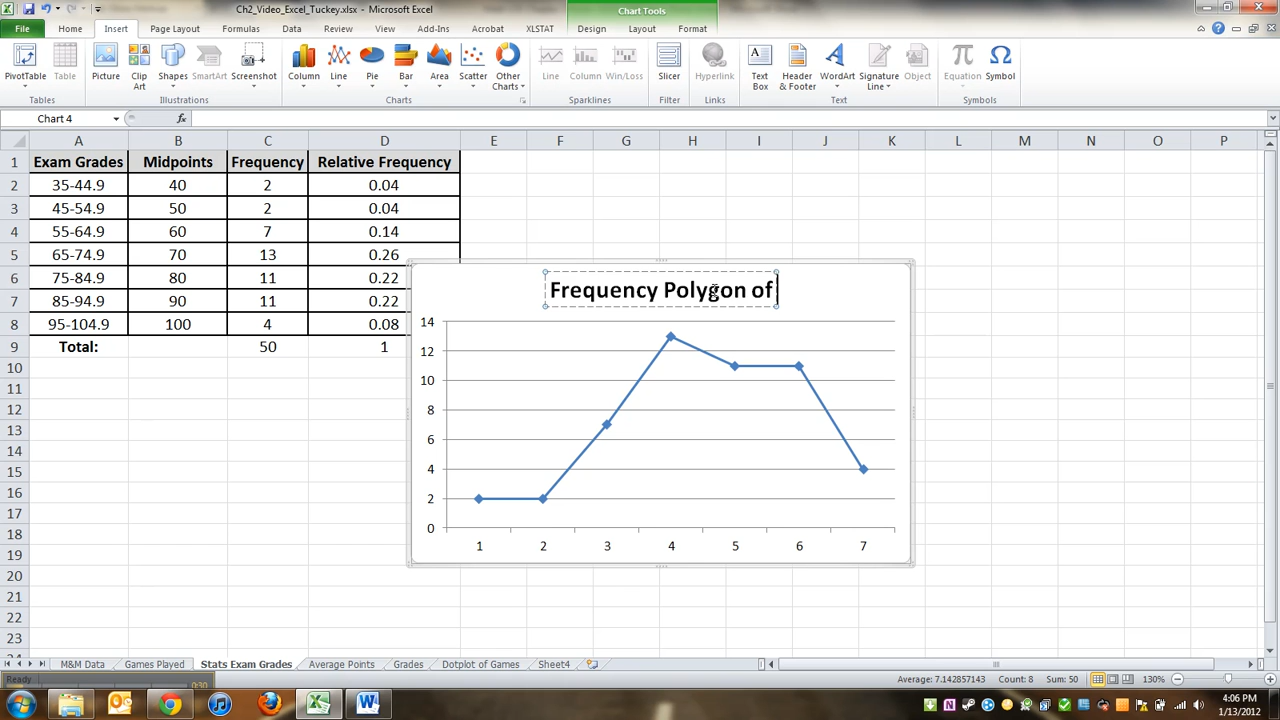 Ch2_Video_Excel_Tuckey.xlsx - Microsoft Excel
Chart Tools
File Home Insert Page Layout Formulas Data Review View Add-Ins Acrobat XLSTAT Design Layout Format
PivotTable Table Picture Clip Art Shapes SmartArt Screenshot Column Line Pie Bar Area Scatter Other Charts Line Column Win/Loss Slicer Hyperlink Text Box Header & Footer WordArt Signature Line Object Equation Symbol
Tables Illustrations Charts Sparklines Filter Links Text Symbols
Chart 4 fx
A B C D E F G H I J K L M N O P
1 Exam Grades Midpoints Frequency Relative Frequency
2 35-44.9 40 2 0.04
3 45-54.9 50 2 0.04
4 55-64.9 60 7 0.14
5 65-74.9 70 13 0.26
6 75-84.9 80 11 0.22
7 85-94.9 90 11 0.22
8 95-104.9 100 4 0.08
9 Total: 50 1
10
11
12
13
14
15
16
17
18
19
20
21
22
23
Frequency Polygon of
14
12
10
8
6
4
2
0
1 2 3 4 5 6 7
M&M Data Games Played Stats Exam Grades Average Points Grades Dotplot of Games Sheet4
Ready Average: 7.142857143 Count: 8 Sum: 50 130%
0:30
4:06 PM
1/13/2012